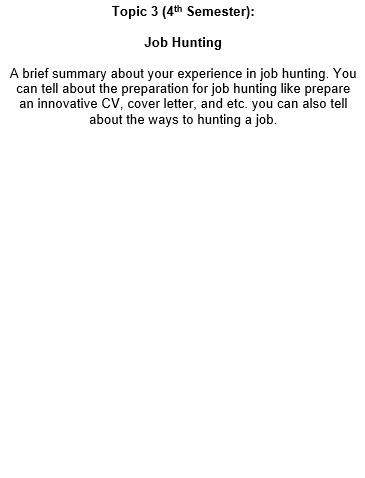 Topic 3 (4th Semester):
Job Hunting
A brief summary about your experience in job hunting. You
can tell about the preparation for job hunting like prepare
an innovative CV, cover letter, and etc. you can also tell
about the ways to hunting a job.